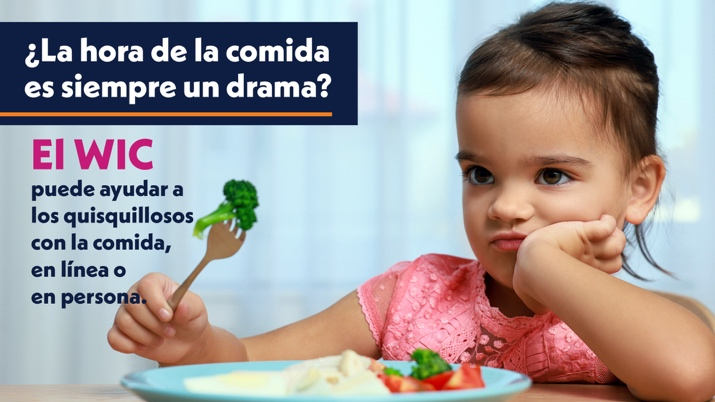 ¿La hora de la comida
es siempre un drama?
El WIC
puede ayudar a
los quisquillosos
con la comida,
en línea o
en persona.